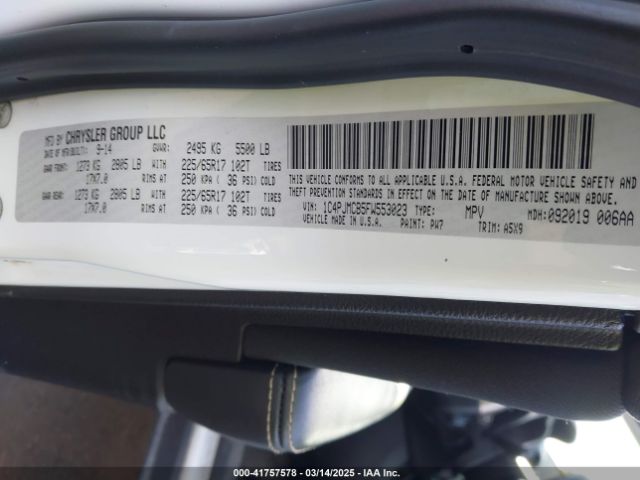 MFG BY CHRYSLER GROUP LLC
DATE OF MFR/BUILT: 9-14 GVWR: 2495 KG 5500 LB
GAWR FRONT: 1273 KG 2805 LB WITH 225/65R17 102T TIRES
17X7.0 RIMS AT 250 KPA ( 36 PSI) COLD
GAWR REAR: 1273 KG 2805 LB WITH 225/65R17 102T TIRES
17X7.0 RIMS AT 250 KPA ( 36 PSI) COLD
THIS VEHICLE CONFORMS TO ALL APPLICABLE U.S.A. FEDERAL MOTOR VEHICLE SAFETY AND
THEFT PREVENTION STANDARDS IN EFFECT ON THE DATE OF MANUFACTURE SHOWN ABOVE.
VIN: 1C4PJMCB5FW553023 TYPE: MPV MDH: 092019 006AA
MADE IN U.S.A. PAINT: PW7 TRIM: A5X9
000-41757578 | 03/14/2025 | IAA Inc.